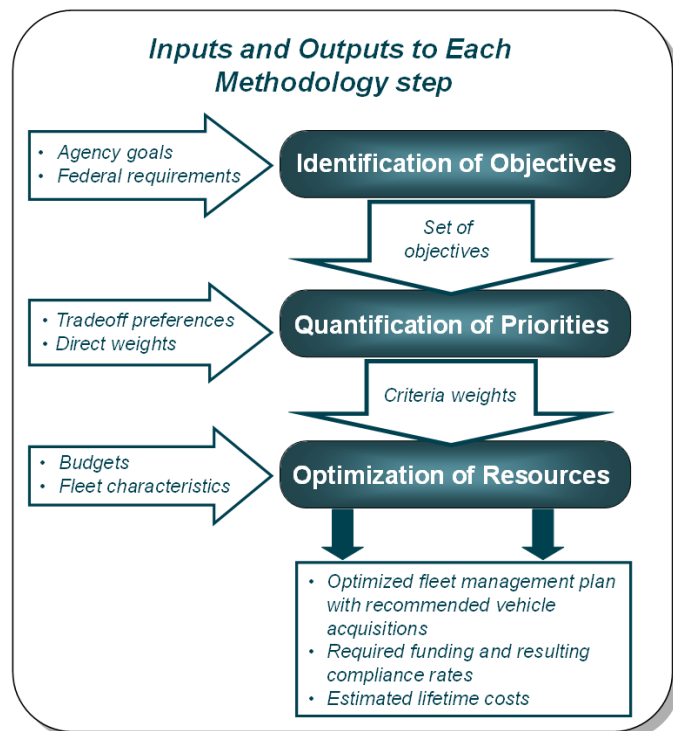 Inputs and Outputs to Each
Methodology step
• Agency goals
• Federal requirements
Identification of Objectives
Set of
objectives
• Tradeoff preferences
• Direct weights
Quantification of Priorities
Criteria weights
• Budgets
• Fleet characteristics
Optimization of Resources
• Optimized fleet management plan
with recommended vehicle
acquisitions
• Required funding and resulting
compliance rates
• Estimated lifetime costs